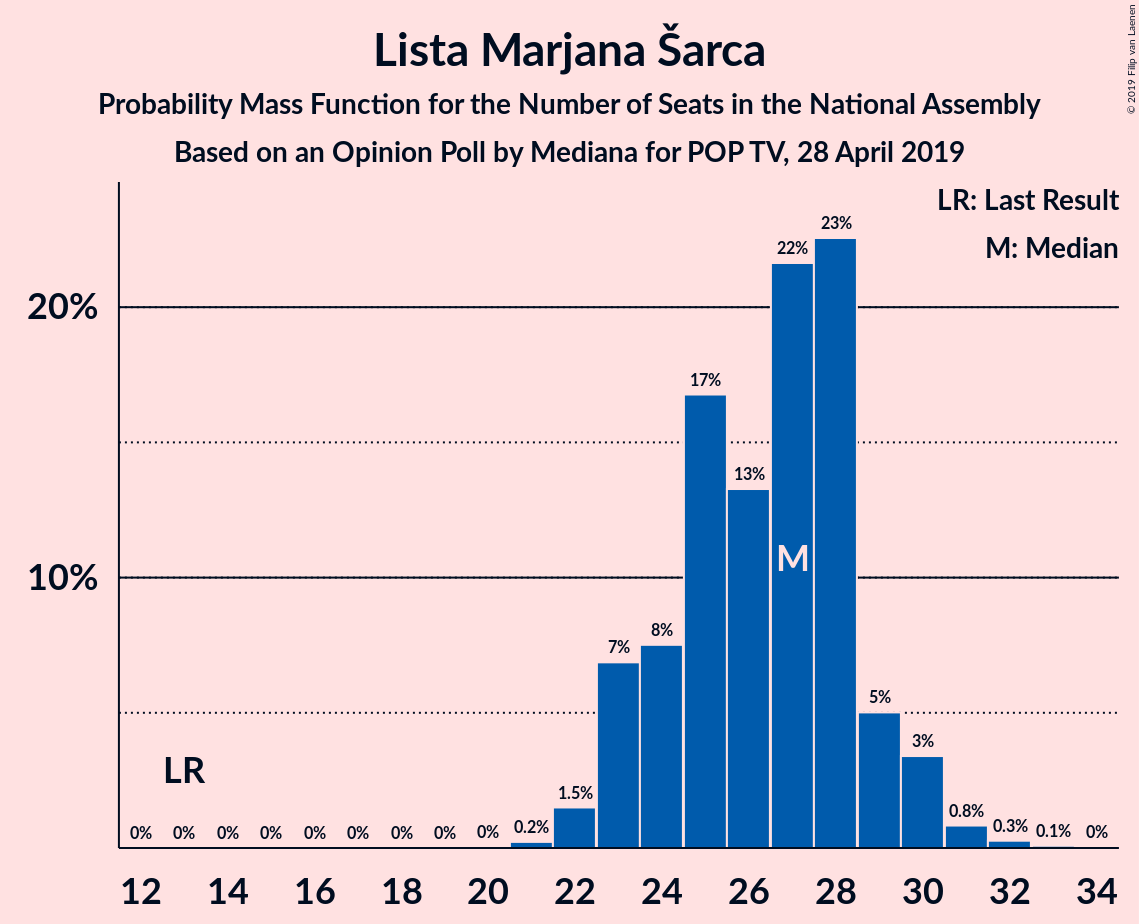 Lista Marjana Šarca
Probability Mass Function for the Number of Seats in the National Assembly
Based on an Opinion Poll by Mediana for POP TV, 28 April 2019
© 2019 Filip van Laenen
LR: Last Result
M: Median
20%
10%
0% 0% 0% 0% 0% 0% 0% 0% 0% 0.2% 1.5% 7% 8% 17% 13% 22% 23% 5% 3% 0.8% 0.3% 0.1% 0%
LR
M
12 14 16 18 20 22 24 26 28 30 32 34